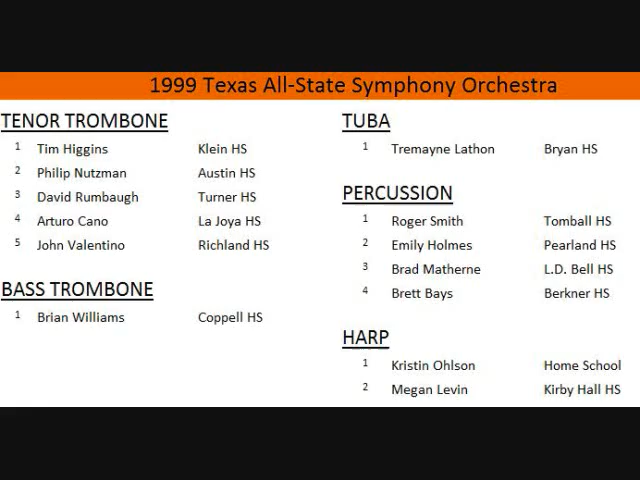 1999 Texas All-State Symphony Orchestra
TENOR TROMBONE
1 Tim Higgins Klein HS
2 Philip Nutzman Austin HS
3 David Rumbaugh Turner HS
4 Arturo Cano La Joya HS
5 John Valentino Richland HS
BASS TROMBONE
1 Brian Williams Coppell HS
TUBA
1 Tremayne Lathon Bryan HS
PERCUSSION
1 Roger Smith Tomball HS
2 Emily Holmes Pearland HS
3 Brad Matherne L.D. Bell HS
4 Brett Bays Berkner HS
HARP
1 Kristin Ohlson Home School
2 Megan Levin Kirby Hall HS